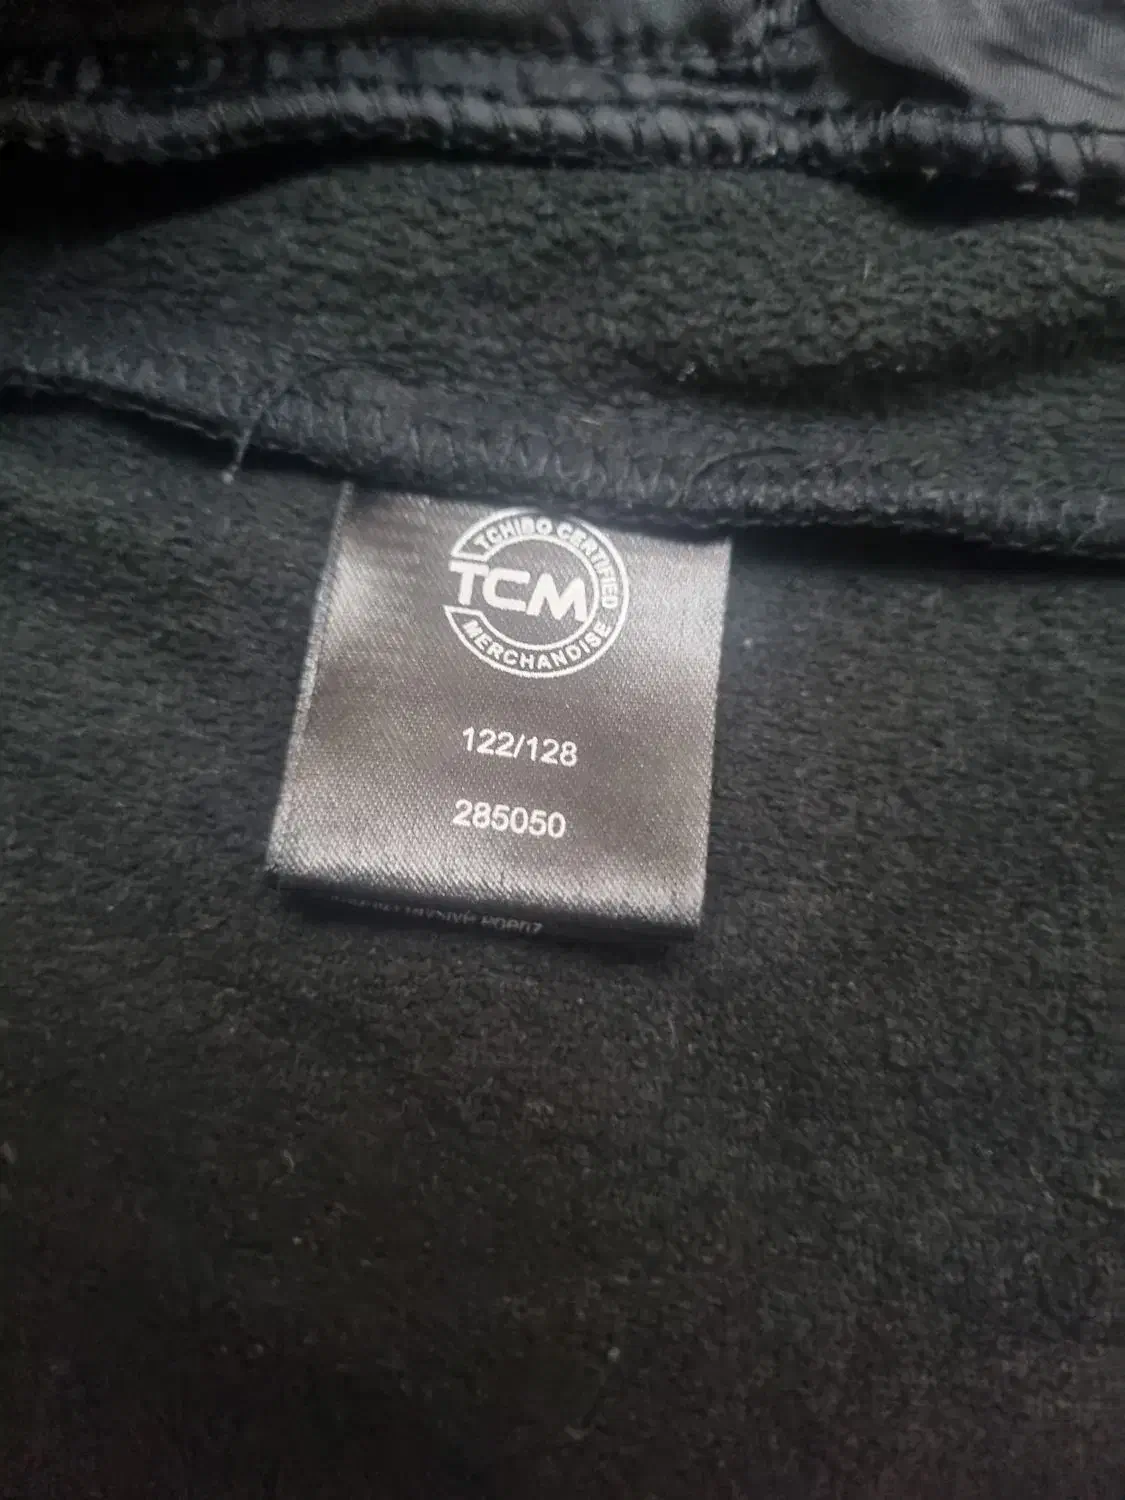 TCHIBO CERTIFIED
TCM
MERCHANDISE
122/128
285050